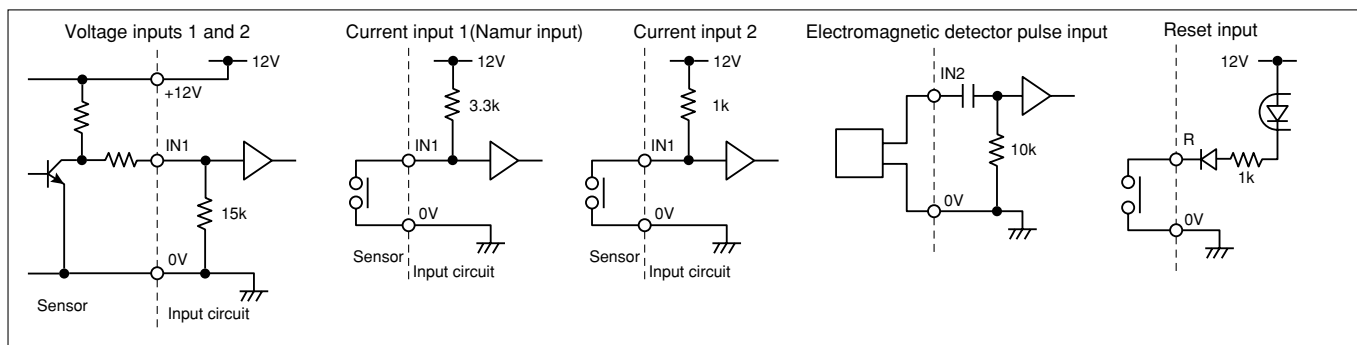 Voltage inputs 1 and 2
12V
+12V
IN1
15k
0V
Sensor
Input circuit
Current input 1(Namur input)
12V
3.3k
IN1
0V
Sensor
Input circuit
Current input 2
12V
1k
IN1
0V
Sensor
Input circuit
Electromagnetic detector pulse input
IN2
10k
0V
Reset input
12V
R
1k
0V